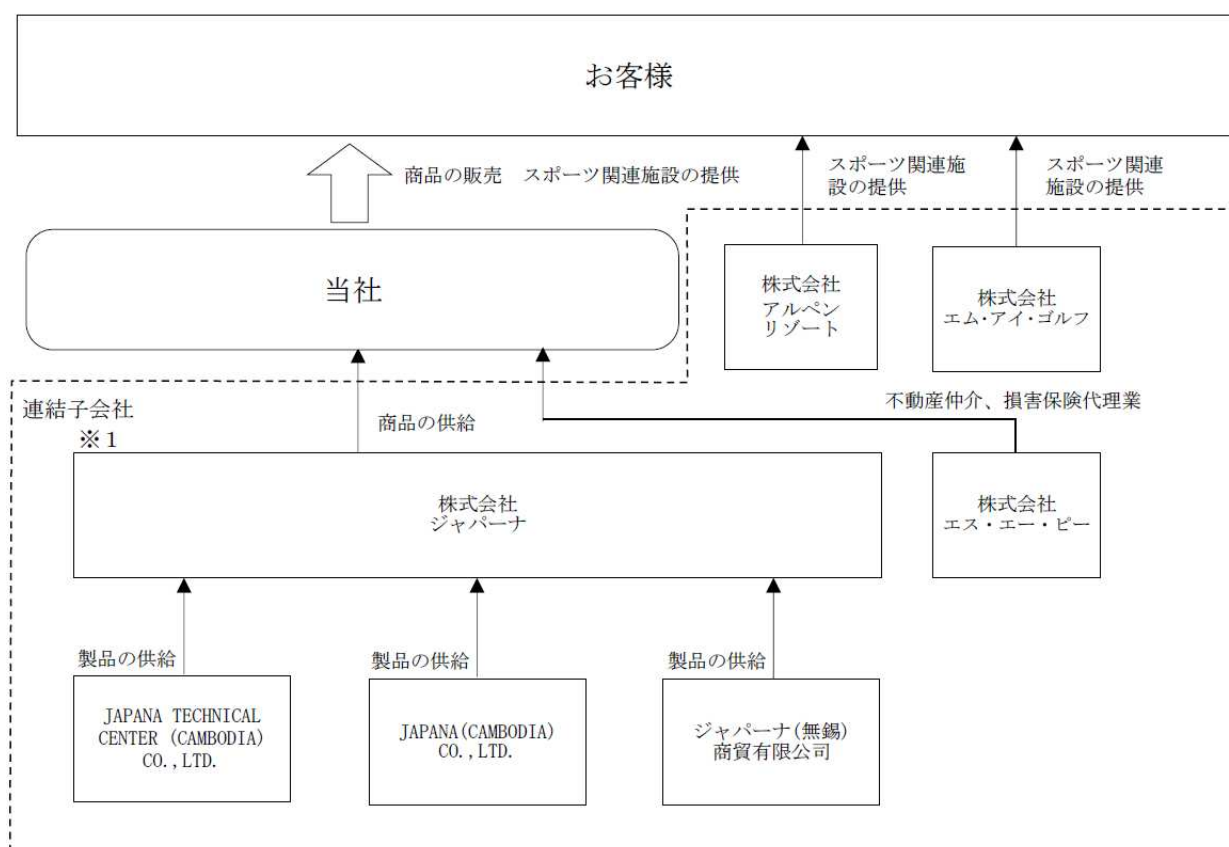 お客様
商品の販売　スポーツ関連施設の提供
スポーツ関連施
設の提供
スポーツ関連
施設の提供
当社
株式会社
アルペン
リゾート
株式会社
エム・アイ・ゴルフ
連結子会社
※１
商品の供給
不動産仲介、損害保険代理業
株式会社
ジャパーナ
株式会社
エス・エー・ピー
製品の供給
製品の供給
製品の供給
JAPANA TECHNICAL
CENTER (CAMBODIA)
CO.,LTD.
JAPANA(CAMBODIA)
CO.,LTD.
ジャパーナ(無錫)
商貿有限公司